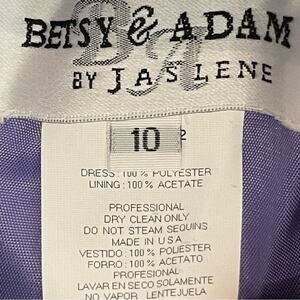 BETSY & ADAM
BY JASLENE
10
DRESS: 100 % POLYESTER
LINING: 100 % ACETATE
PROFESSIONAL
DRY CLEAN ONLY
DO NOT STEAM SEQUINS
MADE IN U.S.A.
VESTIDO: 100 % POLIESTER
FORRO: 100 % ACETATO
PROFESIONAL
LAVAR EN SECO SOLAMENTE
NO VAPOR LENTEJUELA